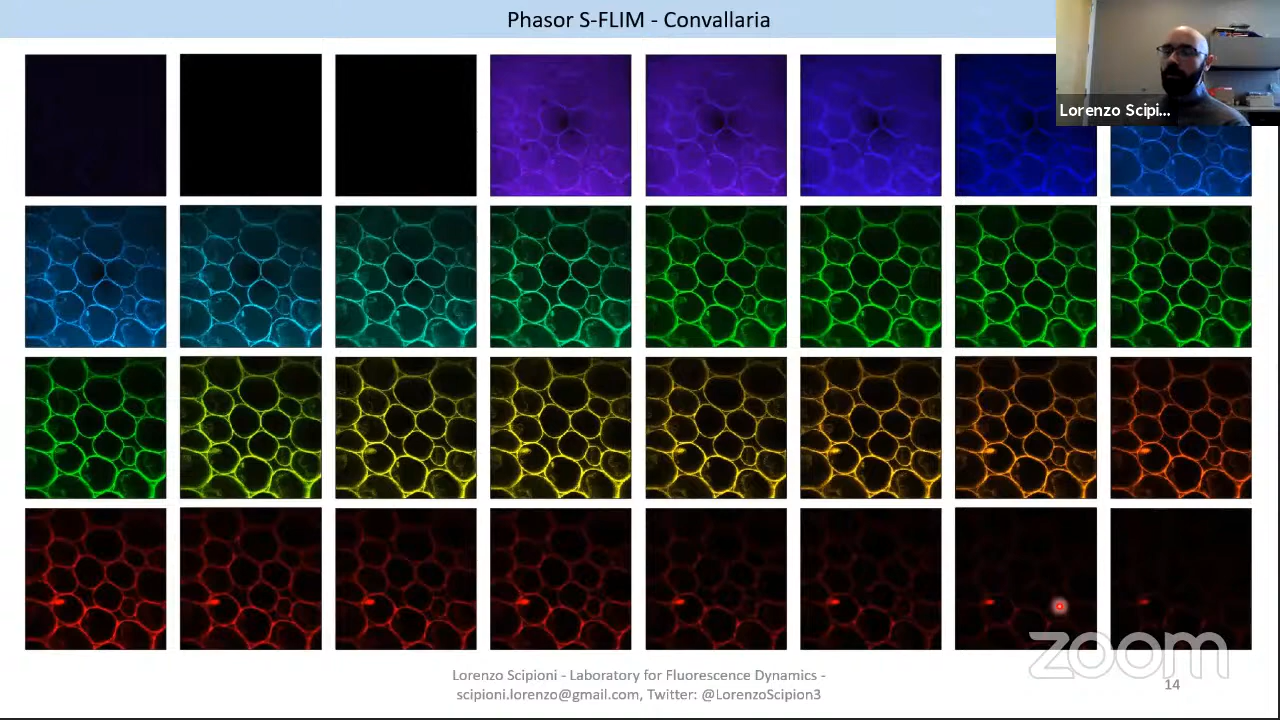 Phasor S-FLIM - Convallaria
Lorenzo Scipi...
zoom
Lorenzo Scipioni - Laboratory for Fluorescence Dynamics -
scipioni.lorenzo@gmail.com, Twitter: @LorenzoScipion3
14